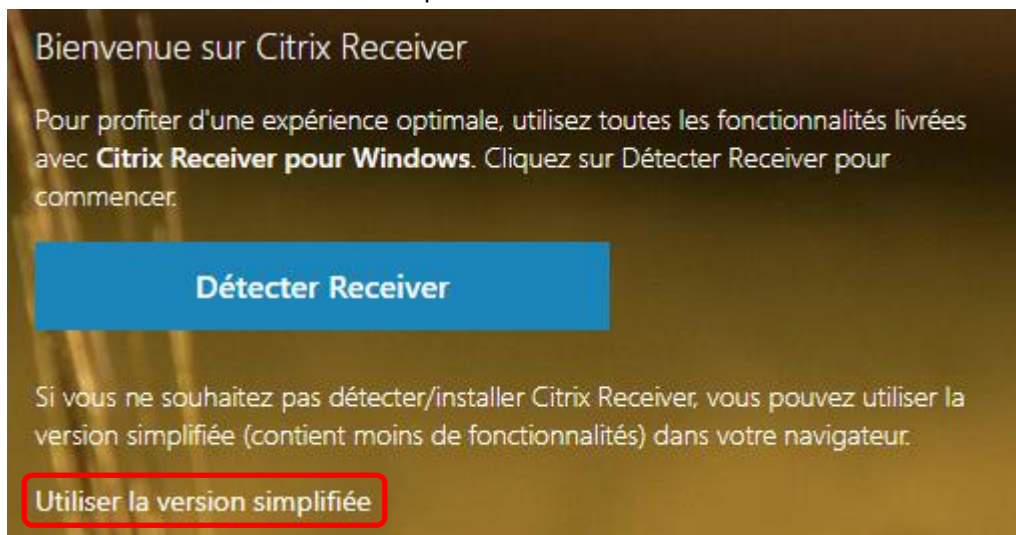 Bienvenue sur Citrix Receiver
Pour profiter d'une expérience optimale, utilisez toutes les fonctionnalités livrées
avec Citrix Receiver pour Windows. Cliquez sur Détecter Receiver pour
commencer.
Détecter Receiver
Si vous ne souhaitez pas détecter/installer Citrix Receiver, vous pouvez utiliser la
version simplifiée (contient moins de fonctionnalités) dans votre navigateur.
Utiliser la version simplifiée